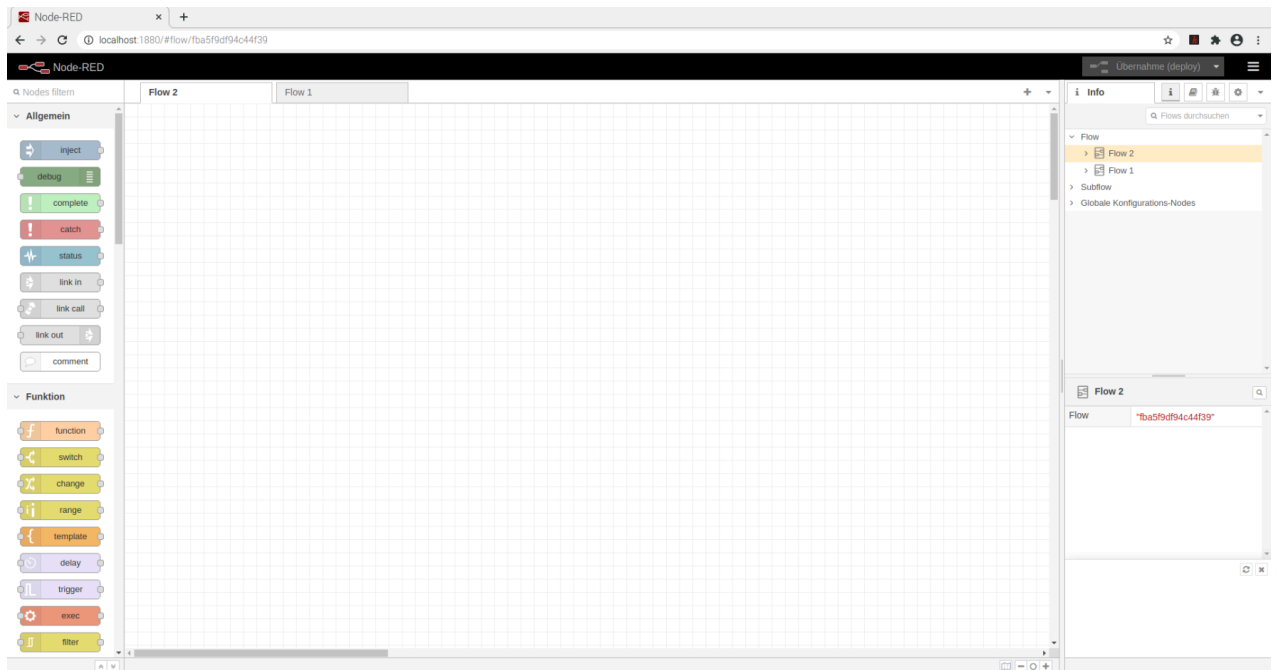 Node-RED
localhost:1880/#flow/fba5f9df94c44f39
Node-RED
Übernahme (deploy)
Nodes filtern
Flow 2
Flow 1
i Info
Flows durchsuchen
Allgemein
inject
debug
complete
catch
status
link in
link call
link out
comment
Funktion
function
switch
change
range
template
delay
trigger
exec
filter
Flow
Flow 2
Flow 1
Subflow
Globale Konfigurations-Nodes
Flow 2
Flow "fba5f9df94c44f39"